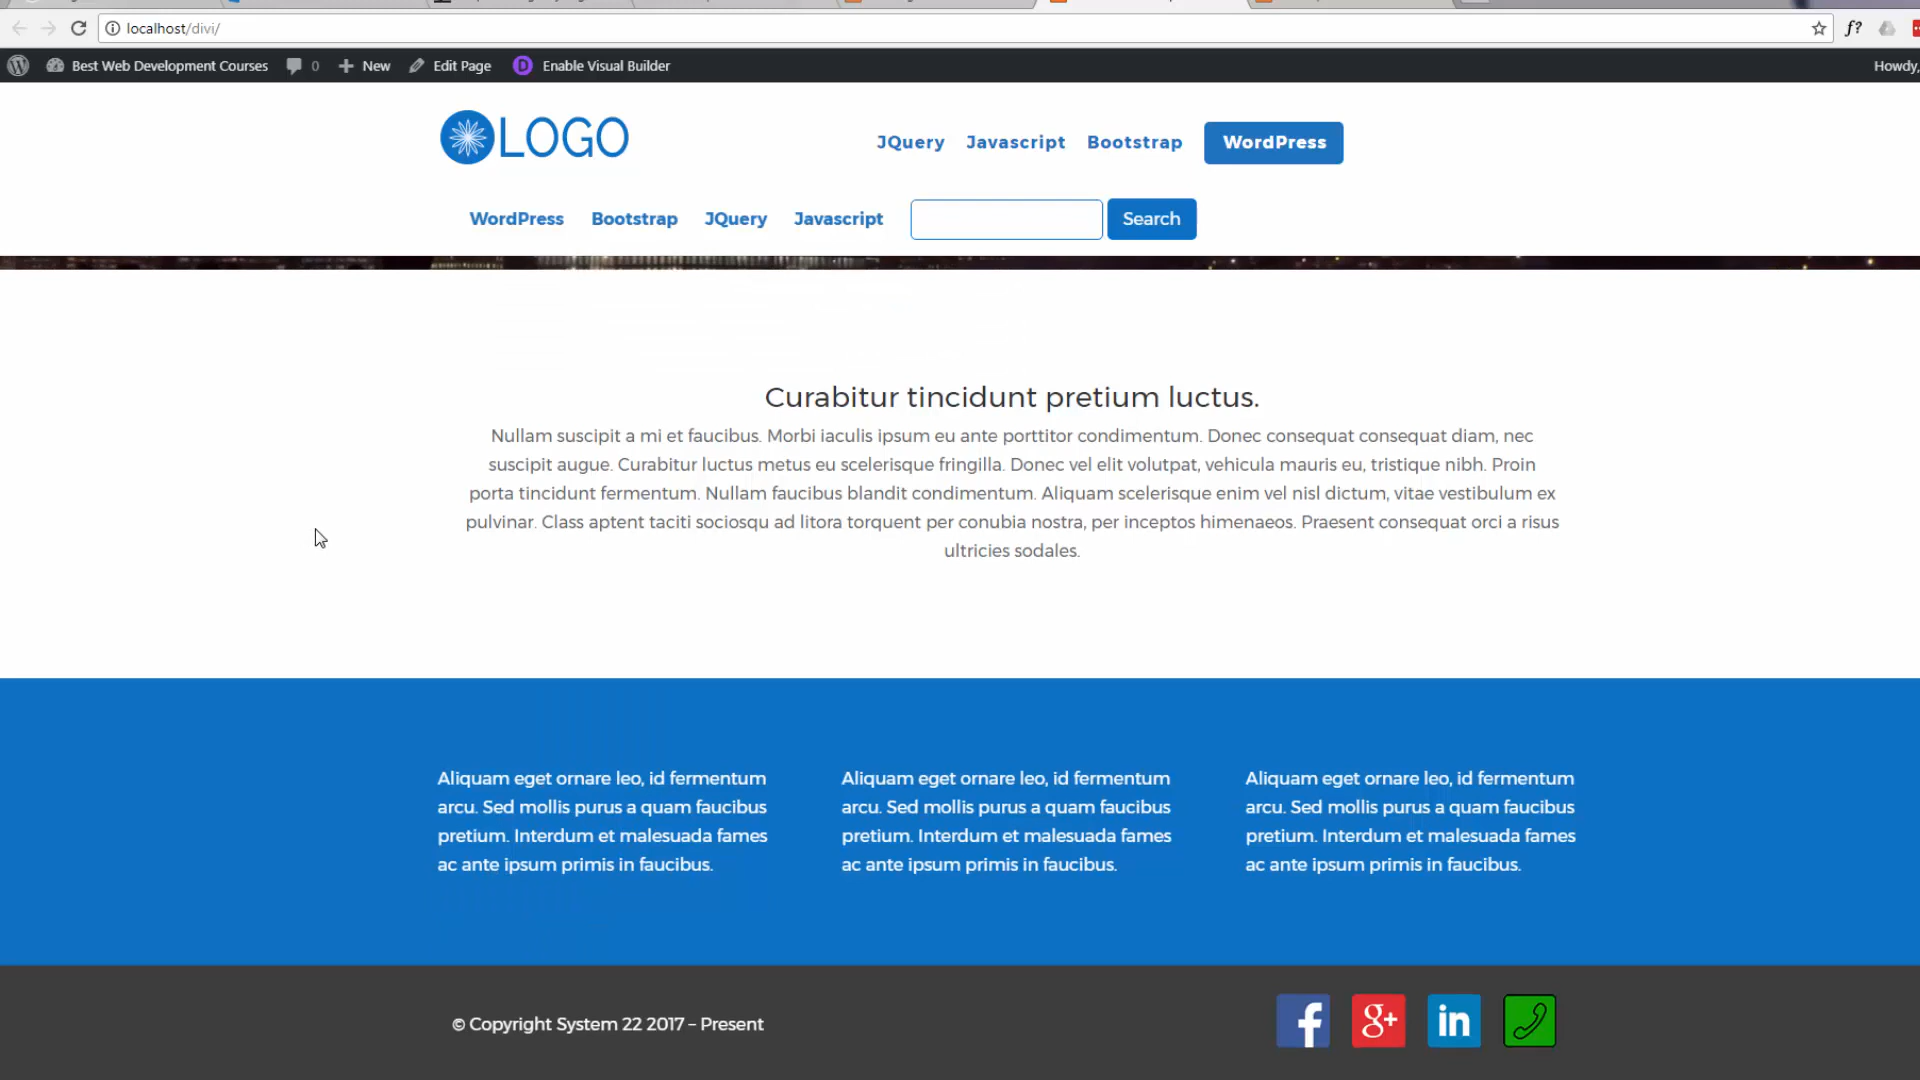 localhost/divi/
f?
Best Web Development Courses 0 New Edit Page Enable Visual Builder Howdy,
LOGO
JQuery Javascript Bootstrap WordPress
WordPress Bootstrap JQuery Javascript Search
Curabitur tincidunt pretium luctus.
Nullam suscipit a mi et faucibus. Morbi iaculis ipsum eu ante porttitor condimentum. Donec consequat consequat diam, nec
suscipit augue. Curabitur luctus metus eu scelerisque fringilla. Donec vel elit volutpat, vehicula mauris eu, tristique nibh. Proin
porta tincidunt fermentum. Nullam faucibus blandit condimentum. Aliquam scelerisque enim vel nisl dictum, vitae vestibulum ex
pulvinar. Class aptent taciti sociosqu ad litora torquent per conubia nostra, per inceptos himenaeos. Praesent consequat orci a risus
ultricies sodales.
Aliquam eget ornare leo, id fermentum
arcu. Sed mollis purus a quam faucibus
pretium. Interdum et malesuada fames
ac ante ipsum primis in faucibus.
Aliquam eget ornare leo, id fermentum
arcu. Sed mollis purus a quam faucibus
pretium. Interdum et malesuada fames
ac ante ipsum primis in faucibus.
Aliquam eget ornare leo, id fermentum
arcu. Sed mollis purus a quam faucibus
pretium. Interdum et malesuada fames
ac ante ipsum primis in faucibus.
© Copyright System 22 2017 – Present
f g+ in